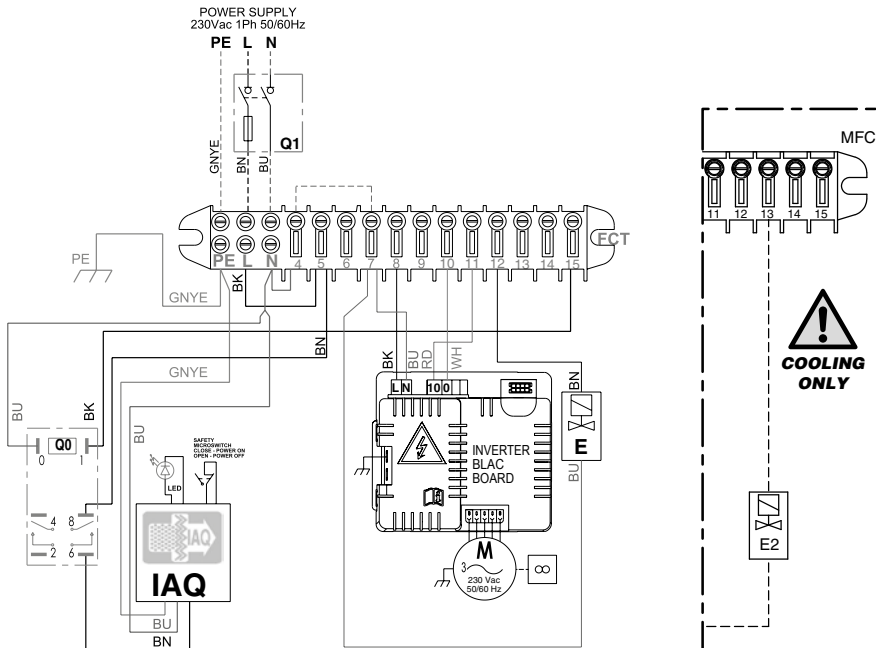 POWER SUPPLY
230Vac 1Ph 50/60Hz
PE L N
Q1
GNYE
BN
BU
MFC
11 12 13 14 15
FCT
PE L N 4 5 6 7 8 9 10 11 12 13 14 15
PE
GNYE
BK
BN
GNYE
BU
BK
BU
BK
BU
RD
WH
BN
COOLING
ONLY
Q0
0 1
SAFETY
MICROSWITCH
CLOSE - POWER ON
OPEN - POWER OFF
LED
L N 10 0
E
BU
INVERTER
BLAC
BOARD
4 8
2 6
IAQ
IAQ
U V W
M
3
230 Vac
50/60 Hz
E2
BU
BN